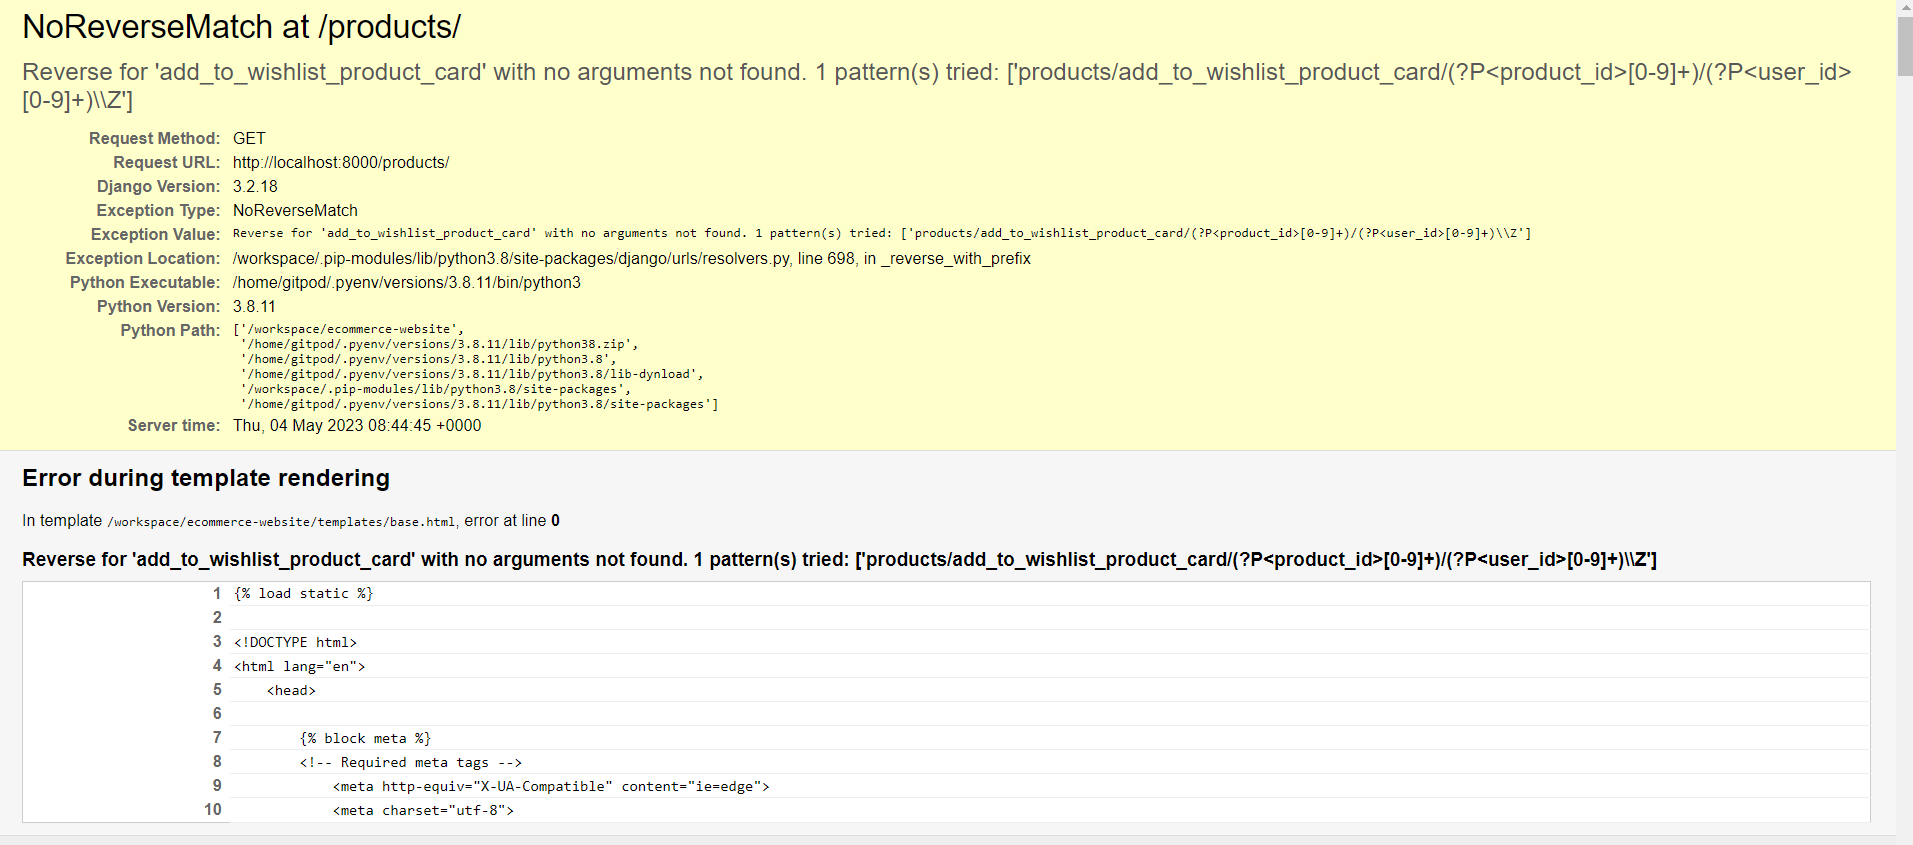 NoReverseMatch at /products/
Reverse for 'add_to_wishlist_product_card' with no arguments not found. 1 pattern(s) tried: ['products/add_to_wishlist_product_card/(?P<product_id>[0-9]+)/(?P<user_id>
[0-9]+)\\Z']
Request Method: GET
Request URL: http://localhost:8000/products/
Django Version: 3.2.18
Exception Type: NoReverseMatch
Exception Value: Reverse for 'add_to_wishlist_product_card' with no arguments not found. 1 pattern(s) tried: ['products/add_to_wishlist_product_card/(?P<product_id>[0-9]+)/(?P<user_id>[0-9]+)\\Z']
Exception Location: /workspace/.pip-modules/lib/python3.8/site-packages/django/urls/resolvers.py, line 698, in _reverse_with_prefix
Python Executable: /home/gitpod/.pyenv/versions/3.8.11/bin/python3
Python Version: 3.8.11
Python Path: ['/workspace/ecommerce-website',
'/home/gitpod/.pyenv/versions/3.8.11/lib/python38.zip',
'/home/gitpod/.pyenv/versions/3.8.11/lib/python3.8',
'/home/gitpod/.pyenv/versions/3.8.11/lib/python3.8/lib-dynload',
'/workspace/.pip-modules/lib/python3.8/site-packages',
'/home/gitpod/.pyenv/versions/3.8.11/lib/python3.8/site-packages']
Server time: Thu, 04 May 2023 08:44:45 +0000
Error during template rendering
In template /workspace/ecommerce-website/templates/base.html, error at line 0
Reverse for 'add_to_wishlist_product_card' with no arguments not found. 1 pattern(s) tried: ['products/add_to_wishlist_product_card/(?P<product_id>[0-9]+)/(?P<user_id>[0-9]+)\\Z']
1 {% load static %}
2
3 <!DOCTYPE html>
4 <html lang="en">
5 <head>
6
7 {% block meta %}
8 <!-- Required meta tags -->
9 <meta http-equiv="X-UA-Compatible" content="ie=edge">
10 <meta charset="utf-8">